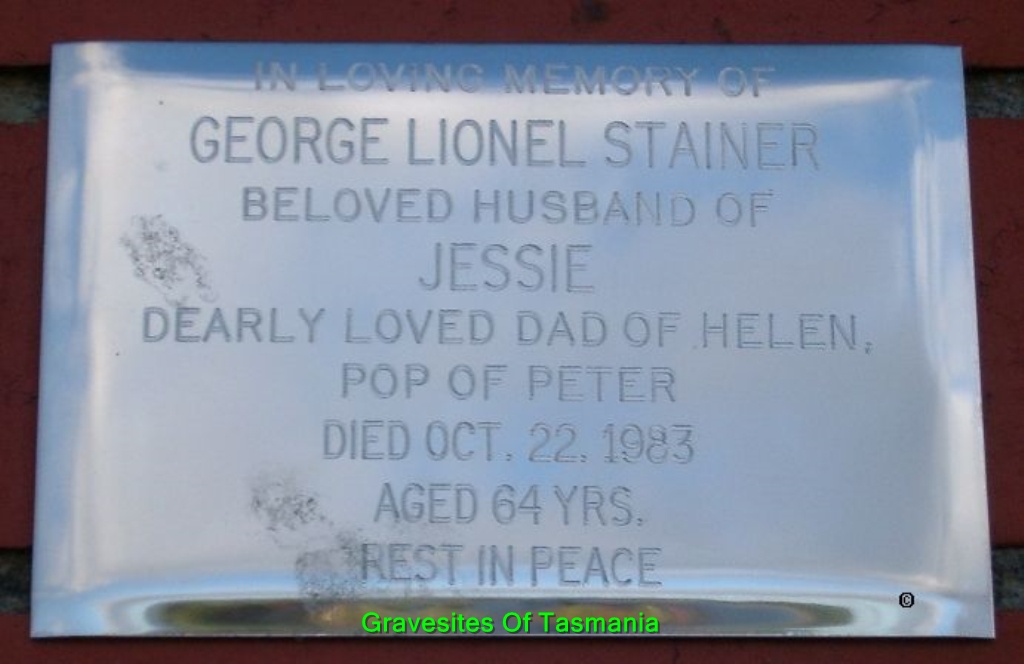 IN LOVING MEMORY OF
GEORGE LIONEL STAINER
BELOVED HUSBAND OF
JESSIE
DEARLY LOVED DAD OF HELEN,
POP OF PETER
DIED OCT. 22. 1983
AGED 64 YRS.
REST IN PEACE
©
Gravesites Of Tasmania